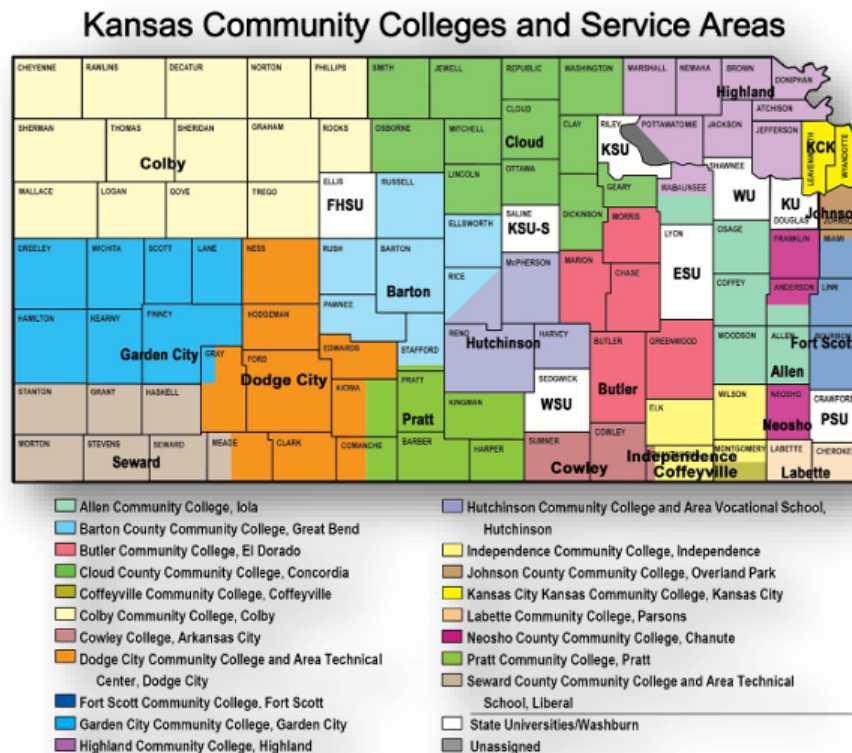 Kansas Community Colleges and Service Areas
CHEYENNE RAWLINS DECATUR NORTON PHILLIPS SMITH JEWELL REPUBLIC WASHINGTON MARSHALL NEMAHA BROWN DONIPHAN
Highland
ATCHISON
CLOUD
SHERMAN THOMAS SHERIDAN GRAHAM ROOKS OSBORNE MITCHELL CLAY RILEY POTTAWATOMIE JACKSON JEFFERSON LEAVENWORTH WYANDOTTE
Colby Cloud KSU KCK
LINCOLN OTTAWA SHAWNEE
WALLACE LOGAN GOVE TREGO ELLIS RUSSELL GEARY WABAUNSEE
FHSU WU KU
SALINE DICKINSON MORRIS DOUGLAS JOHNSON
KSU-S
ELLSWORTH LYON OSAGE
GREELEY WICHITA SCOTT LANE NESS RUSH BARTON McPHERSON MARION CHASE FRANKLIN MIAMI
RICE ESU
Barton COFFEY ANDERSON LINN
HAMILTON KEARNY FINNEY HODGEMAN PAWNEE
Garden City GRAY FORD EDWARDS STAFFORD RENO HARVEY BUTLER GREENWOOD WOODSON ALLEN
Hutchinson Fort Scott
Dodge City Allen
STANTON GRANT HASKELL KIOWA PRATT KINGMAN SEDGWICK ELK WILSON NEOSHO CRAWFORD
Pratt WSU Butler Neosho PSU
MORTON STEVENS SEWARD MEADE CLARK COMANCHE BARBER HARPER SUMNER COWLEY MONTGOMERY LABETTE CHEROKEE
Seward Cowley Independence
Coffeyville Labette
Allen Community College, Iola
Barton County Community College, Great Bend
Butler Community College, El Dorado
Cloud County Community College, Concordia
Coffeyville Community College, Coffeyville
Colby Community College, Colby
Cowley College, Arkansas City
Dodge City Community College and Area Technical
Center, Dodge City
Fort Scott Community College, Fort Scott
Garden City Community College, Garden City
Highland Community College, Highland
Hutchinson Community College and Area Vocational School,
Hutchinson
Independence Community College, Independence
Johnson County Community College, Overland Park
Kansas City Kansas Community College, Kansas City
Labette Community College, Parsons
Neosho County Community College, Chanute
Pratt Community College, Pratt
Seward County Community College and Area Technical
School, Liberal
State Universities/Washburn
Unassigned